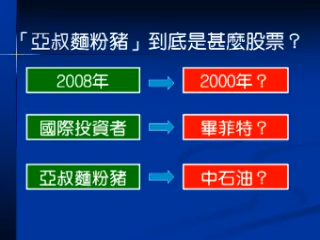 「亞叔麵粉豬」到底是甚麼股票？
2008年
2000年？
國際投資者
畢菲特？
亞叔麵粉豬
中石油？